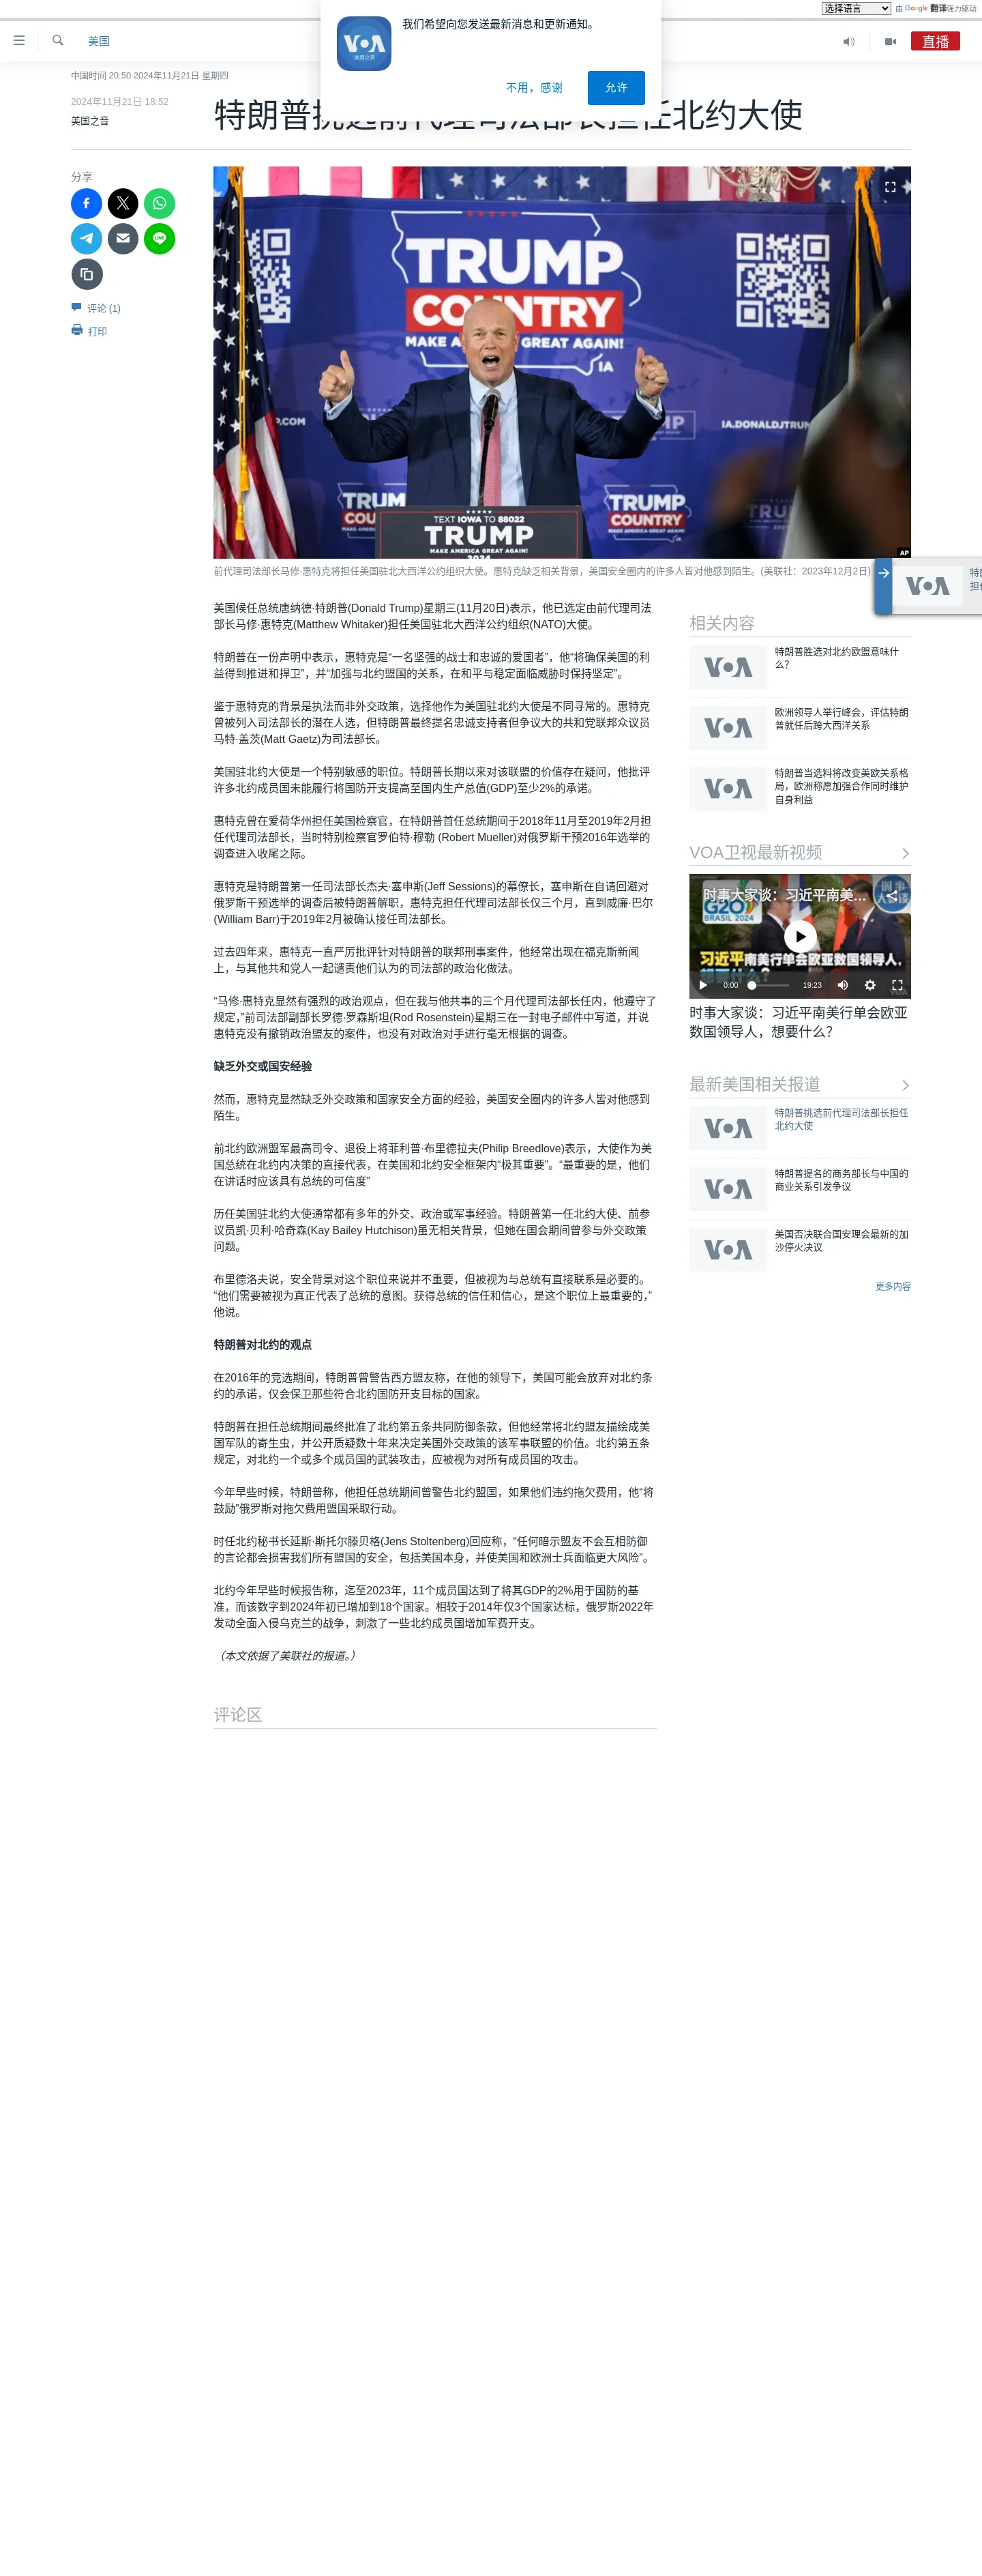 选择语言
由 Google 翻译强力驱动
VOA
美国之音
我们希望向您发送最新消息和更新通知。
不用，感谢
允许
美国
直播
中国时间 20:50 2024年11月21日 星期四
2024年11月21日 18:52
美国之音
分享
评论 (1)
打印
TRUMP
COUNTRY
IA
IA.DONALDJTRUM
TRUMP
COUNTRY
TRUMP
COUNTRY
TEXT IOWA TO 88022
TRUMP
MAKE AMERICA GREAT AGAIN!
2024
AP
前代理司法部长马修·惠特克将担任美国驻北大西洋公约组织大使。惠特克缺乏相关背景，美国安全圈内的许多人皆对他感到陌生。(美联社：2023年12月2日)
VOA
美国候任总统唐纳德·特朗普(Donald Trump)星期三(11月20日)表示，他已选定由前代理司法
部长马修·惠特克(Matthew Whitaker)担任美国驻北大西洋公约组织(NATO)大使。
特朗普在一份声明中表示，惠特克是“一名坚强的战士和忠诚的爱国者”，他“将确保美国的利
益得到推进和捍卫”，并“加强与北约盟国的关系，在和平与稳定面临威胁时保持坚定”。
鉴于惠特克的背景是执法而非外交政策，选择他作为美国驻北约大使是不同寻常的。惠特克
曾被列入司法部长的潜在人选，但特朗普最终提名忠诚支持者但争议大的共和党联邦众议员
马特·盖茨(Matt Gaetz)为司法部长。
美国驻北约大使是一个特别敏感的职位。特朗普长期以来对该联盟的价值存在疑问，他批评
许多北约成员国未能履行将国防开支提高至国内生产总值(GDP)至少2%的承诺。
惠特克曾在爱荷华州担任美国检察官，在特朗普首任总统期间于2018年11月至2019年2月担
任代理司法部长，当时特别检察官罗伯特·穆勒 (Robert Mueller)对俄罗斯干预2016年选举的
调查进入收尾之际。
惠特克是特朗普第一任司法部长杰夫·塞申斯(Jeff Sessions)的幕僚长，塞申斯在自请回避对
俄罗斯干预选举的调查后被特朗普解职，惠特克担任代理司法部长仅三个月，直到威廉·巴尔
(William Barr)于2019年2月被确认接任司法部长。
过去四年来，惠特克一直严厉批评针对特朗普的联邦刑事案件，他经常出现在福克斯新闻
上，与其他共和党人一起谴责他们认为的司法部的政治化做法。
“马修·惠特克显然有强烈的政治观点，但在我与他共事的三个月代理司法部长任内，他遵守了
规定，”前司法部副部长罗德·罗森斯坦(Rod Rosenstein)星期三在一封电子邮件中写道，并说
惠特克没有撤销政治盟友的案件，也没有对政治对手进行毫无根据的调查。
缺乏外交或国安经验
然而，惠特克显然缺乏外交政策和国家安全方面的经验，美国安全圈内的许多人皆对他感到
陌生。
前北约欧洲盟军最高司令、退役上将菲利普·布里德拉夫(Philip Breedlove)表示，大使作为美
国总统在北约内决策的直接代表，在美国和北约安全框架内“极其重要”。“最重要的是，他们
在讲话时应该具有总统的可信度”
历任美国驻北约大使通常都有多年的外交、政治或军事经验。特朗普第一任北约大使、前参
议员凯·贝利·哈奇森(Kay Bailey Hutchison)虽无相关背景，但她在国会期间曾参与外交政策
问题。
布里德洛夫说，安全背景对这个职位来说并不重要，但被视为与总统有直接联系是必要的。
“他们需要被视为真正代表了总统的意图。获得总统的信任和信心，是这个职位上最重要的，”
他说。
特朗普对北约的观点
在2016年的竞选期间，特朗普曾警告西方盟友称，在他的领导下，美国可能会放弃对北约条
约的承诺，仅会保卫那些符合北约国防开支目标的国家。
特朗普在担任总统期间最终批准了北约第五条共同防御条款，但他经常将北约盟友描绘成美
国军队的寄生虫，并公开质疑数十年来决定美国外交政策的该军事联盟的价值。北约第五条
规定，对北约一个或多个成员国的武装攻击，应被视为对所有成员国的攻击。
今年早些时候，特朗普称，他担任总统期间曾警告北约盟国，如果他们违约拖欠费用，他“将
鼓励”俄罗斯对拖欠费用盟国采取行动。
时任北约秘书长延斯·斯托尔滕贝格(Jens Stoltenberg)回应称，“任何暗示盟友不会互相防御
的言论都会损害我们所有盟国的安全，包括美国本身，并使美国和欧洲士兵面临更大风险”。
北约今年早些时候报告称，迄至2023年，11个成员国达到了将其GDP的2%用于国防的基
准，而该数字到2024年初已增加到18个国家。相较于2014年仅3个国家达标，俄罗斯2022年
发动全面入侵乌克兰的战争，刺激了一些北约成员国增加军费开支。
（本文依据了美联社的报道。）
评论区
相关内容
VOA
特朗普胜选对北约欧盟意味什
么？
VOA
欧洲领导人举行峰会，评估特朗
普就任后跨大西洋关系
VOA
特朗普当选料将改变美欧关系格
局，欧洲称愿加强合作同时维护
自身利益
VOA卫视最新视频
时事大家谈：习近平南美...
G20
BRASIL 2024
习近平南美行单会欧亚数国领导人，
0:00
19:23
时事大家谈：习近平南美行单会欧亚
数国领导人，想要什么？
最新美国相关报道
VOA
特朗普挑选前代理司法部长担任
北约大使
VOA
特朗普提名的商务部长与中国的
商业关系引发争议
VOA
美国否决联合国安理会最新的加
沙停火决议
更多内容